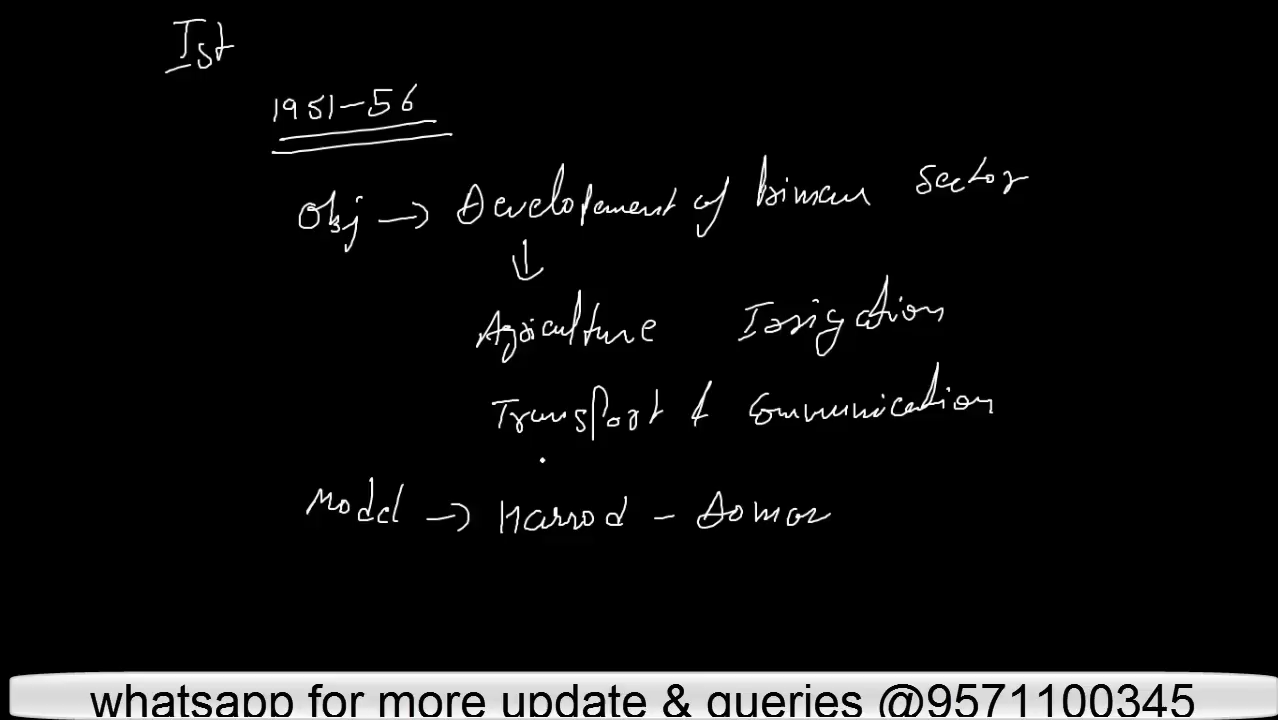 Ist
1951-56
Obj → Development of Primary Sector
↓
Agriculture Irrigation
Transport & Communication
Model → Harrod - Domar
whatsapp for more update & queries @9571100345